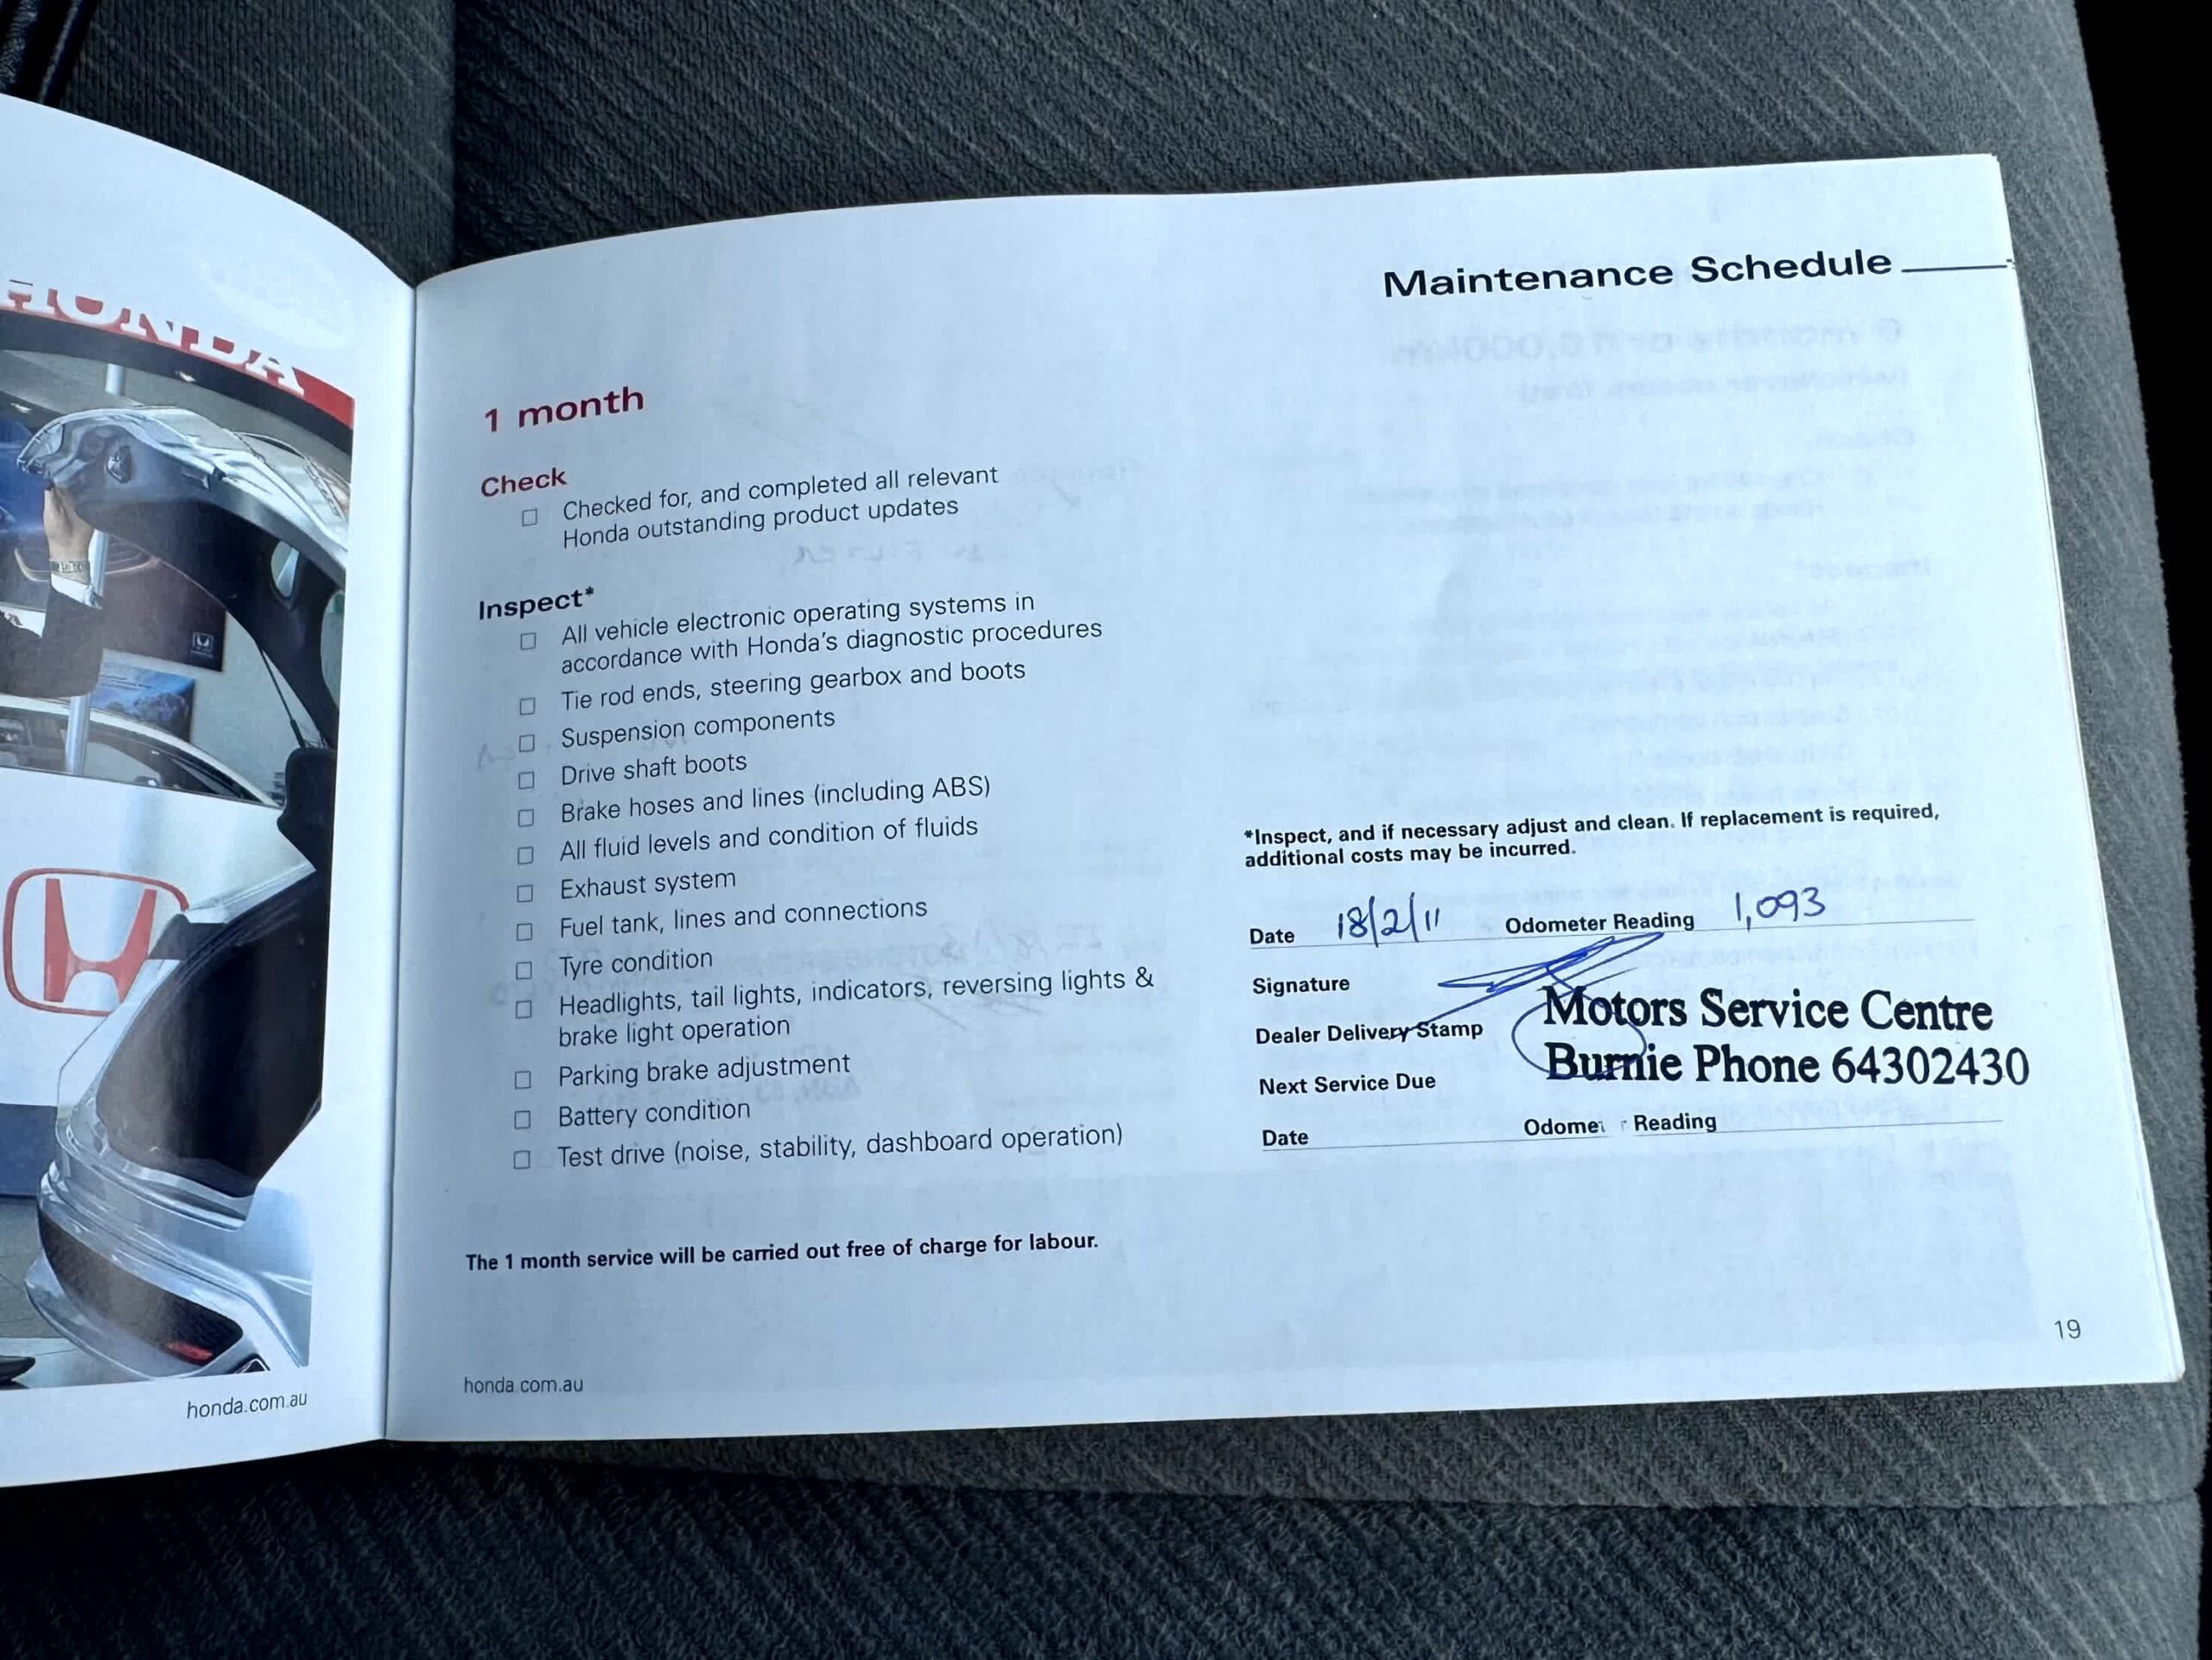 HONDA
honda.com.au
Maintenance Schedule
1 month
Check
☐ Checked for, and completed all relevant
Honda outstanding product updates
Inspect*
☐ All vehicle electronic operating systems in
accordance with Honda's diagnostic procedures
☐ Tie rod ends, steering gearbox and boots
☐ Suspension components
☐ Drive shaft boots
☐ Brake hoses and lines (including ABS)
☐ All fluid levels and condition of fluids
☐ Exhaust system
☐ Fuel tank, lines and connections
☐ Tyre condition
☐ Headlights, tail lights, indicators, reversing lights &
brake light operation
☐ Parking brake adjustment
☐ Battery condition
☐ Test drive (noise, stability, dashboard operation)
The 1 month service will be carried out free of charge for labour.
*Inspect, and if necessary adjust and clean. If replacement is required,
additional costs may be incurred.
Date 18/2/11 Odometer Reading 1,093
Signature
Dealer Delivery Stamp
Motors Service Centre
Burnie Phone 64302430
Next Service Due
Date Odometer Reading
honda.com.au
19